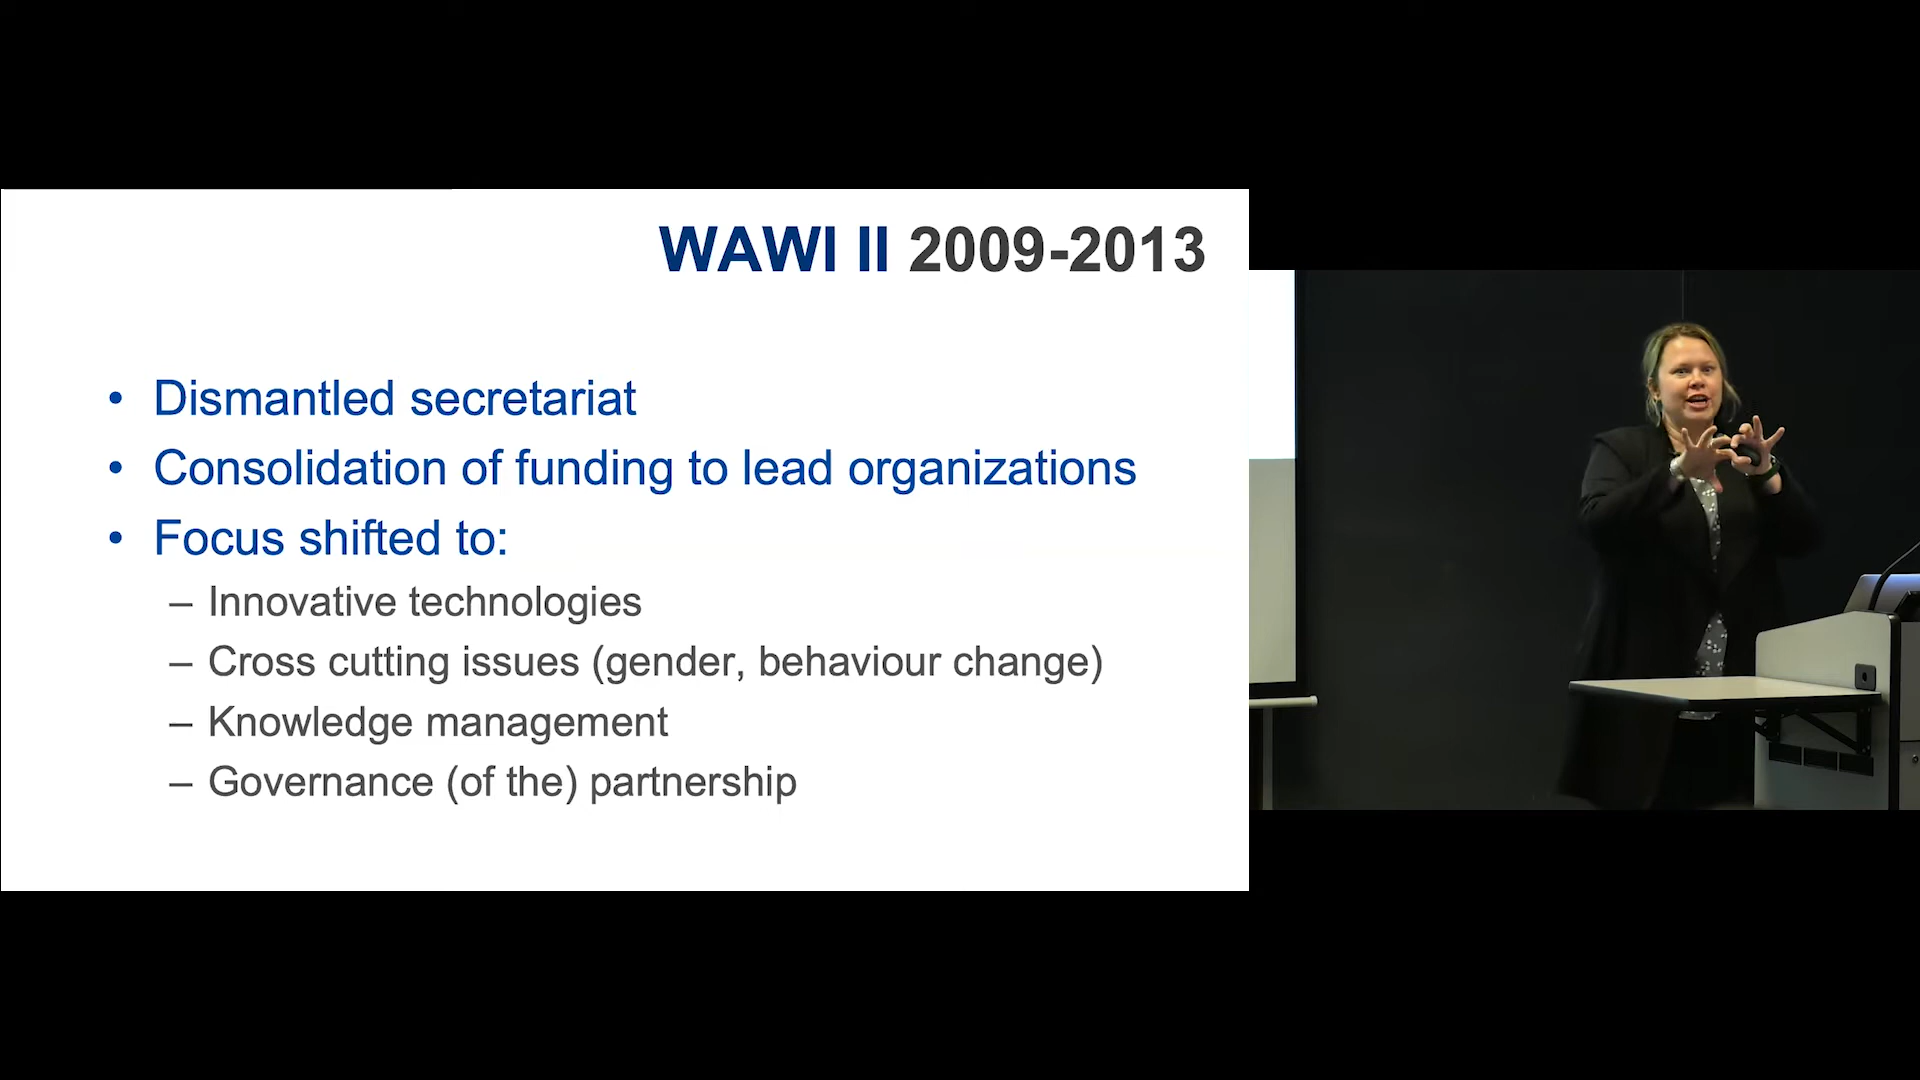 WAWI II 2009-2013
• Dismantled secretariat
• Consolidation of funding to lead organizations
• Focus shifted to:
– Innovative technologies
– Cross cutting issues (gender, behaviour change)
– Knowledge management
– Governance (of the) partnership